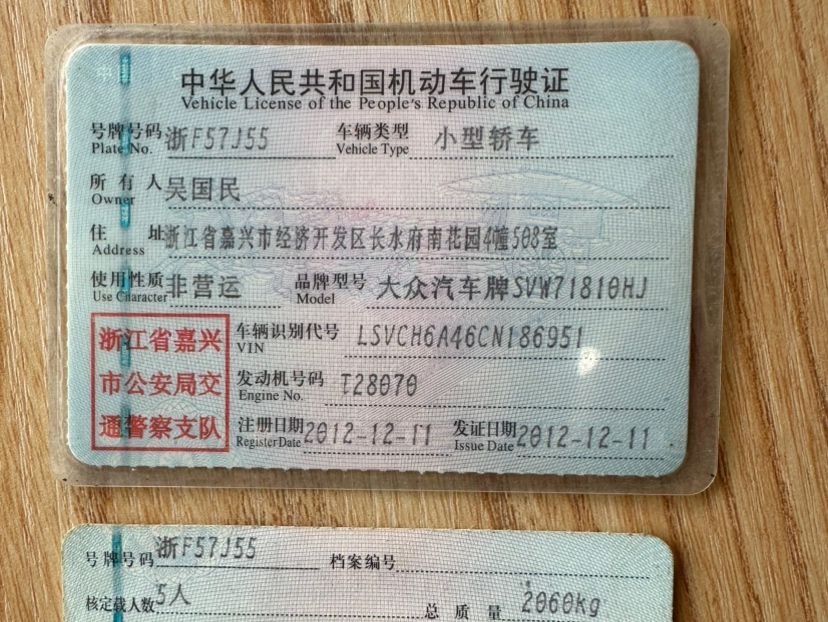 中华人民共和国机动车行驶证
Vehicle License of the People's Republic of China
号牌号码 浙F57J55 车辆类型 小型轿车
Plate No. Vehicle Type
所有人 吴国民
Owner
住址 浙江省嘉兴市经济开发区长水府南花园4幢508室
Address
使用性质 非营运 品牌型号 大众汽车牌SVW71810HJ
Use Character Model
浙江省嘉兴 车辆识别代号 LSVCH6A46CN186951
VIN
市公安局交 发动机号码 T28070
Engine No.
通警察支队 注册日期 2012-12-11 发证日期 2012-12-11
Register Date Issue Date
号牌号码 浙F57J55 档案编号
核定载人数 5人 总质量 2060kg